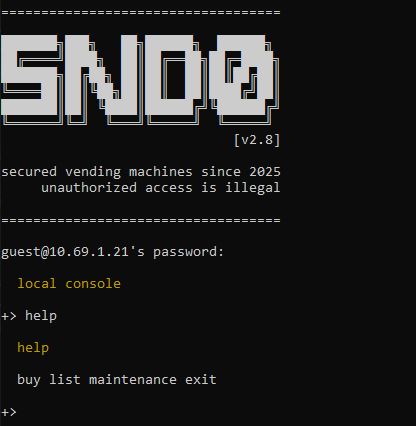 ===================================
SND0
[v2.8]
secured vending machines since 2025
unauthorized access is illegal
===================================
guest@10.69.1.21's password:
local console
+> help
help
buy list maintenance exit
+>